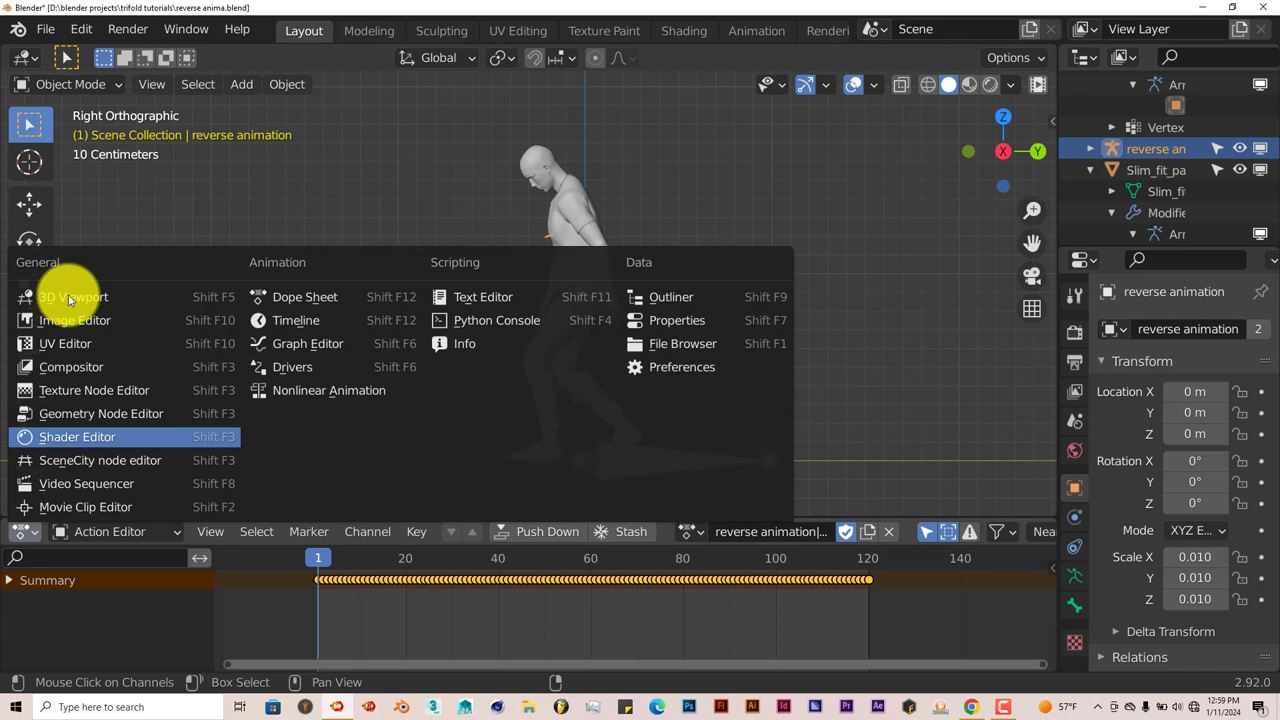 Blender* [D:\blender projects\trifold tutorials\reverse anima.blend]
File Edit Render Window Help Layout Modeling Sculpting UV Editing Texture Paint Shading Animation Renderi Scene View Layer
Global Options
Object Mode View Select Add Object
Right Orthographic
(1) Scene Collection | reverse animation
10 Centimeters
Z
X Y
Arr
Vertex
reverse an
Slim_fit_pa
Slim_fi
Modifie
Arr
General Animation Scripting Data
3D Viewport Shift F5 Dope Sheet Shift F12 Text Editor Shift F11 Outliner Shift F9
Image Editor Shift F10 Timeline Shift F12 Python Console Shift F4 Properties Shift F7
UV Editor Shift F10 Graph Editor Shift F6 Info File Browser Shift F1
Compositor Shift F3 Drivers Shift F6 Preferences
Texture Node Editor Shift F3 Nonlinear Animation
Geometry Node Editor Shift F3
Shader Editor Shift F3
SceneCity node editor Shift F3
Video Sequencer Shift F8
Movie Clip Editor Shift F2
reverse animation
reverse animation 2
Transform
Location X 0 m
Y 0 m
Z 0 m
Rotation X 0°
Y 0°
Z 0°
Mode XYZ E...
Scale X 0.010
Y 0.010
Z 0.010
Delta Transform
Relations
Action Editor View Select Marker Channel Key Push Down Stash reverse animation|... Nea
1 20 40 60 80 100 120 140
Summary
Mouse Click on Channels Box Select Pan View 2.92.0
Type here to search 57°F 12:59 PM
1/11/2024